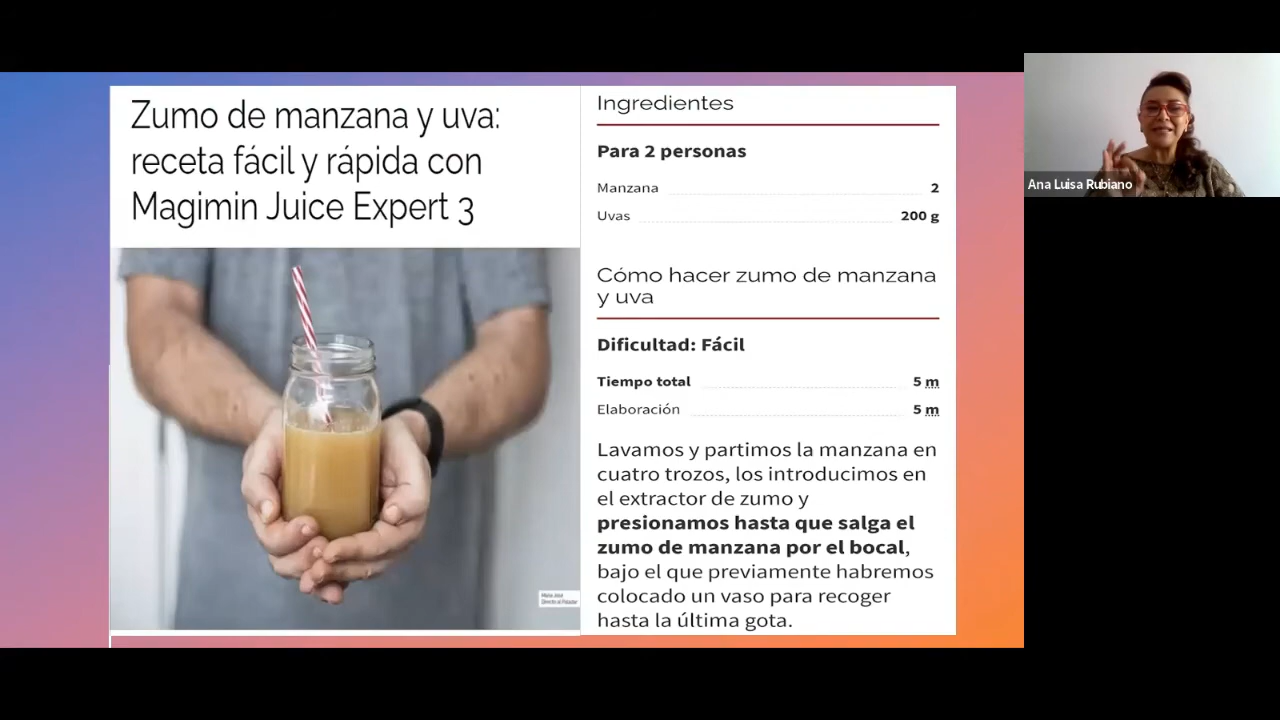 Zumo de manzana y uva:
receta fácil y rápida con
Magimin Juice Expert 3
Ingredientes
Para 2 personas
Manzana 2
Uvas 200 g
Cómo hacer zumo de manzana
y uva
Dificultad: Fácil
Tiempo total 5 m
Elaboración 5 m
Lavamos y partimos la manzana en
cuatro trozos, los introducimos en
el extractor de zumo y
presionamos hasta que salga el
zumo de manzana por el bocal,
bajo el que previamente habremos
colocado un vaso para recoger
hasta la última gota.
Directo al Paladar
Ana Luisa Rubiano